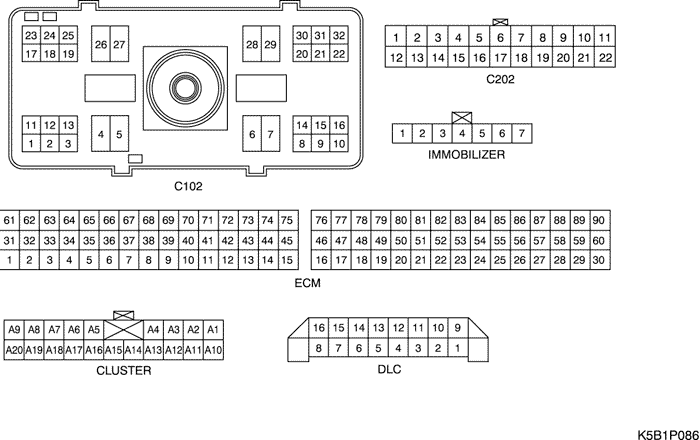 23 24 25 26 27 28 29 30 31 32
17 18 19 20 21 22
11 12 13 4 5 6 7 14 15 16
1 2 3 8 9 10
C102
1 2 3 4 5 6 7 8 9 10 11
12 13 14 15 16 17 18 19 20 21 22
C202
1 2 3 4 5 6 7
IMMOBILIZER
61 62 63 64 65 66 67 68 69 70 71 72 73 74 75 76 77 78 79 80 81 82 83 84 85 86 87 88 89 90
31 32 33 34 35 36 37 38 39 40 41 42 43 44 45 46 47 48 49 50 51 52 53 54 55 56 57 58 59 60
1 2 3 4 5 6 7 8 9 10 11 12 13 14 15 16 17 18 19 20 21 22 23 24 25 26 27 28 29 30
ECM
A9 A8 A7 A6 A5 A4 A3 A2 A1
A20 A19 A18 A17 A16 A15 A14 A13 A12 A11 A10
CLUSTER
16 15 14 13 12 11 10 9
8 7 6 5 4 3 2 1
DLC
K5B1P086